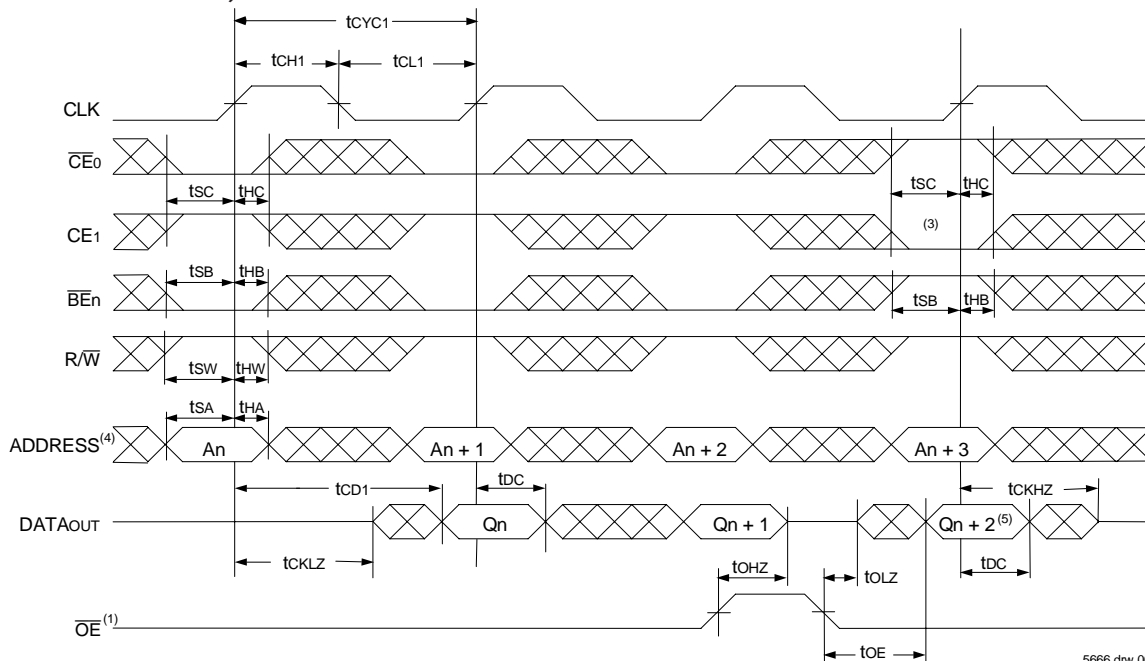 tCYC1
tCH1 tCL1
CLK
CE0
tSC tHC tSC tHC
CE1 (3)
tSB tHB
BEn
tSB tHB
R/W
tSW tHW
tSA tHA
ADDRESS(4) An An + 1 An + 2 An + 3
tCD1 tDC tCKHZ
DATAOUT Qn Qn + 1 Qn + 2(5)
tCKLZ tOHZ tOLZ tDC
OE(1)
tOE